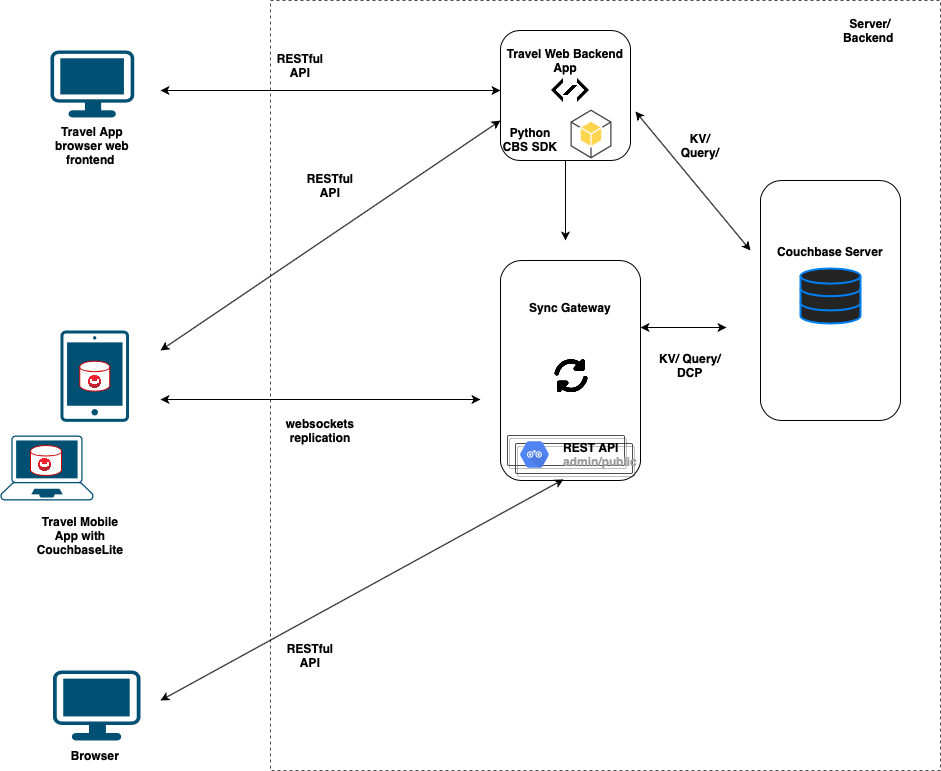 Server/
Backend
RESTful
API
Travel Web Backend
App
Python
CBS SDK
Travel App
browser web
frontend
KV/
Query/
RESTful
API
Couchbase Server
Sync Gateway
KV/ Query/
DCP
websockets
replication
REST API
admin/public
Travel Mobile
App with
CouchbaseLite
RESTful
API
Browser